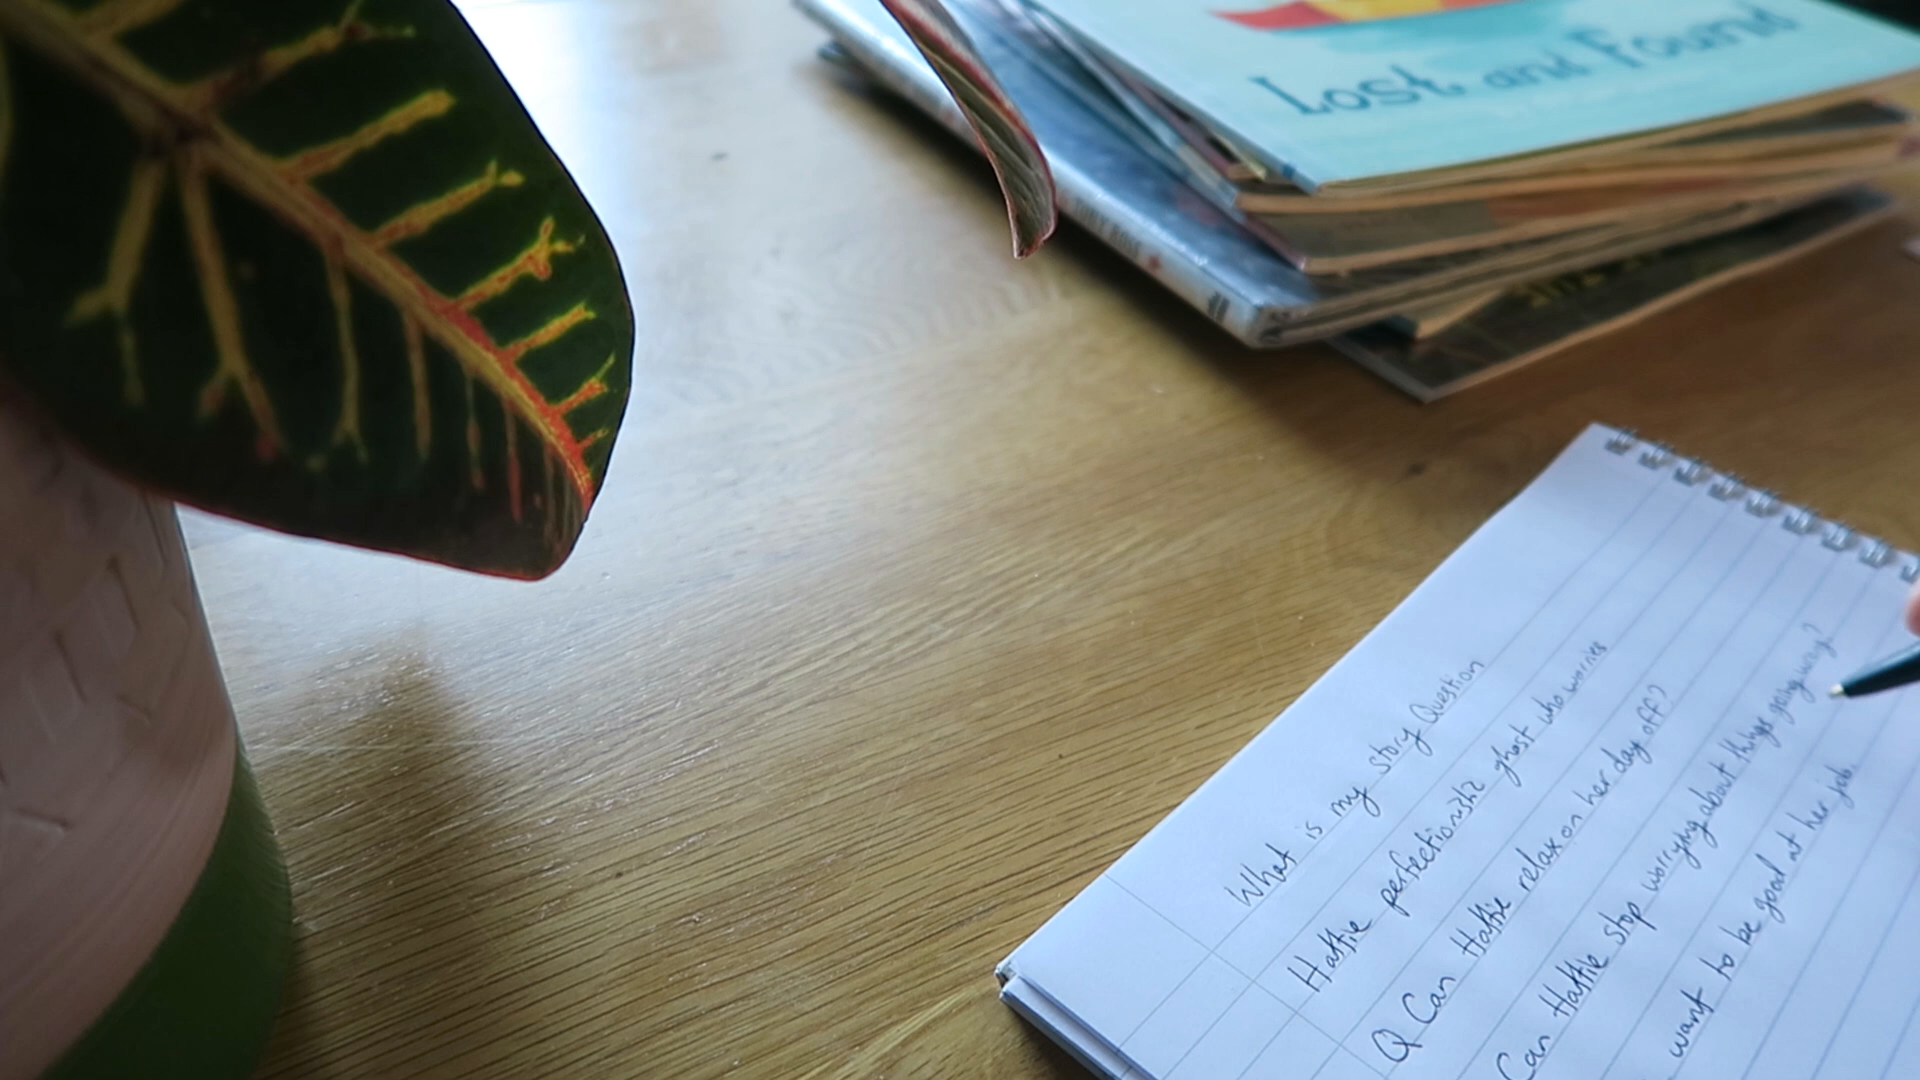 Lost and Found
What is my story Question
Hattie perfectionist ghost who worries
Q Can Hattie relax on her day off?
Can Hattie stop worrying about things going wrong?
want to be good at her job.